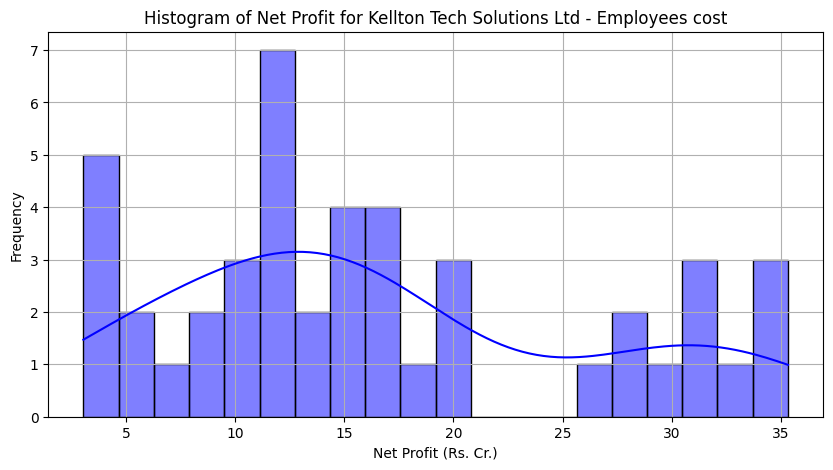 Histogram of Net Profit for Kellton Tech Solutions Ltd - Employees cost
7
6
5
4
3
2
1
0
Frequency
5 10 15 20 25 30 35
Net Profit (Rs. Cr.)